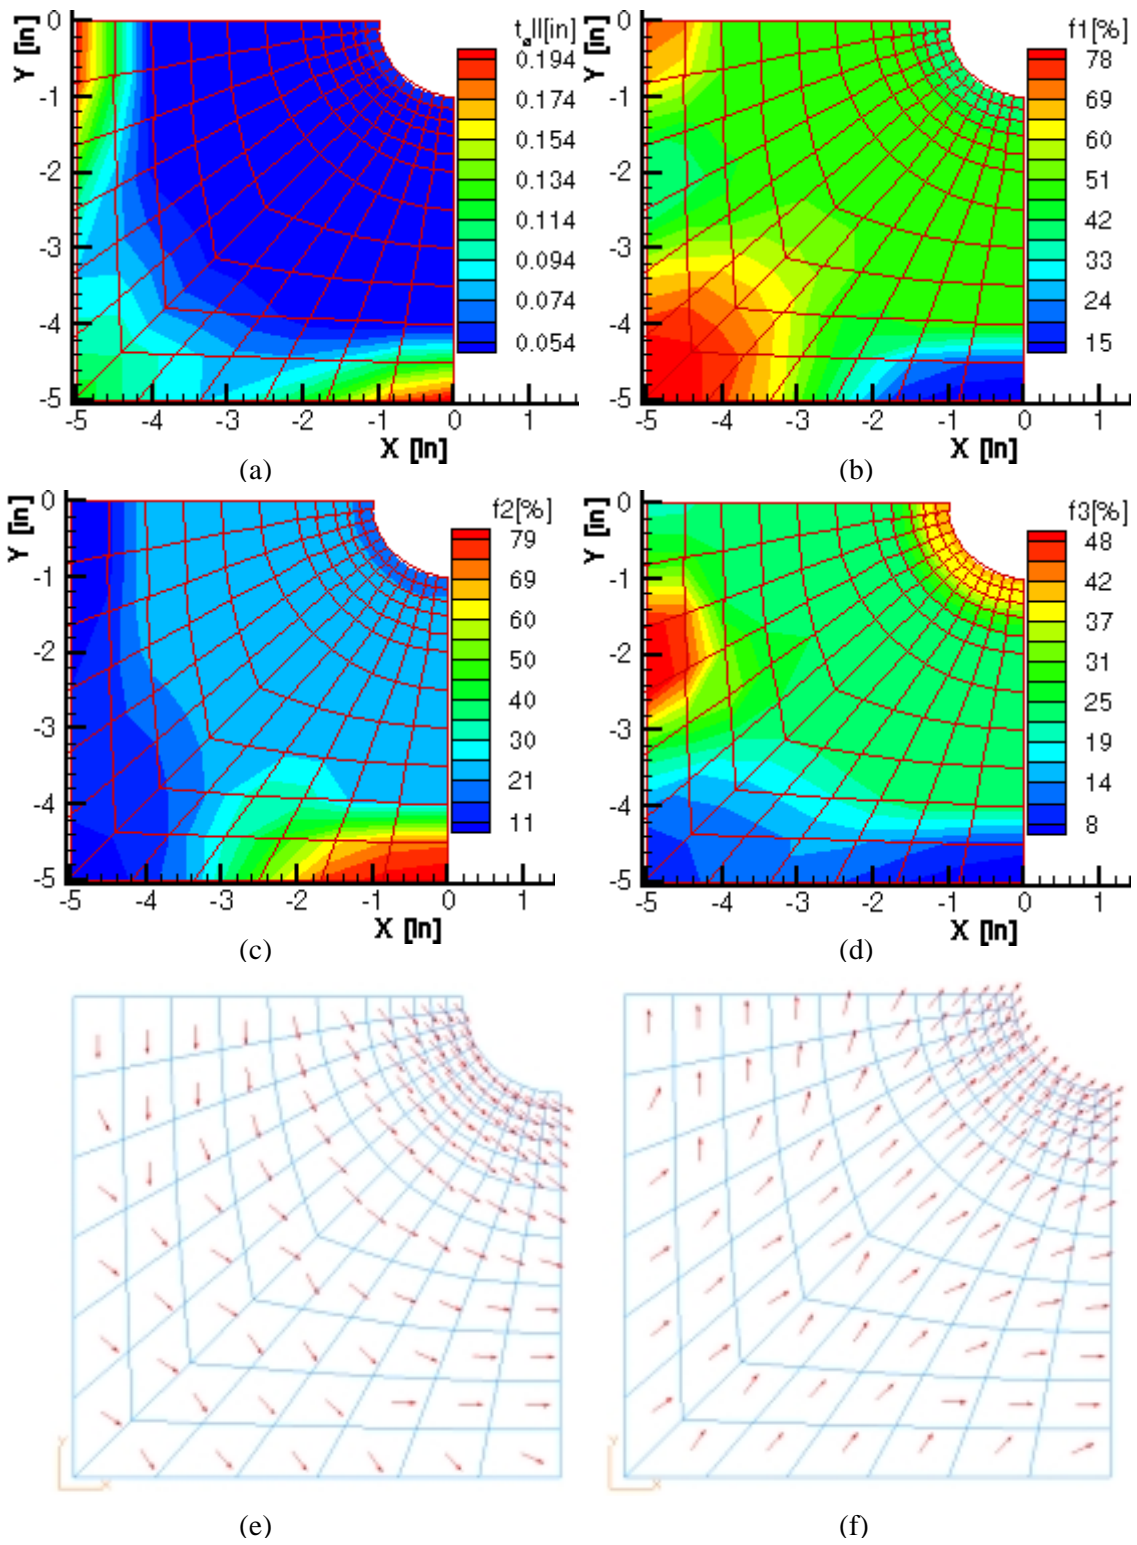 t_all[in]
0.194
0.174
0.154
0.134
0.114
0.094
0.074
0.054
Y [in]
0
-1
-2
-3
-4
-5
-5 -4 -3 -2 -1 0 1
X [in]
(a)
f1[%]
78
69
60
51
42
33
24
15
Y [in]
0
-1
-2
-3
-4
-5
-5 -4 -3 -2 -1 0 1
X [in]
(b)
f2[%]
79
69
60
50
40
30
21
11
Y [in]
0
-1
-2
-3
-4
-5
-5 -4 -3 -2 -1 0 1
X [in]
(c)
f3[%]
48
42
37
31
25
19
14
8
Y [in]
0
-1
-2
-3
-4
-5
-5 -4 -3 -2 -1 0 1
X [in]
(d)
Y
X
(e)
Y
X
(f)